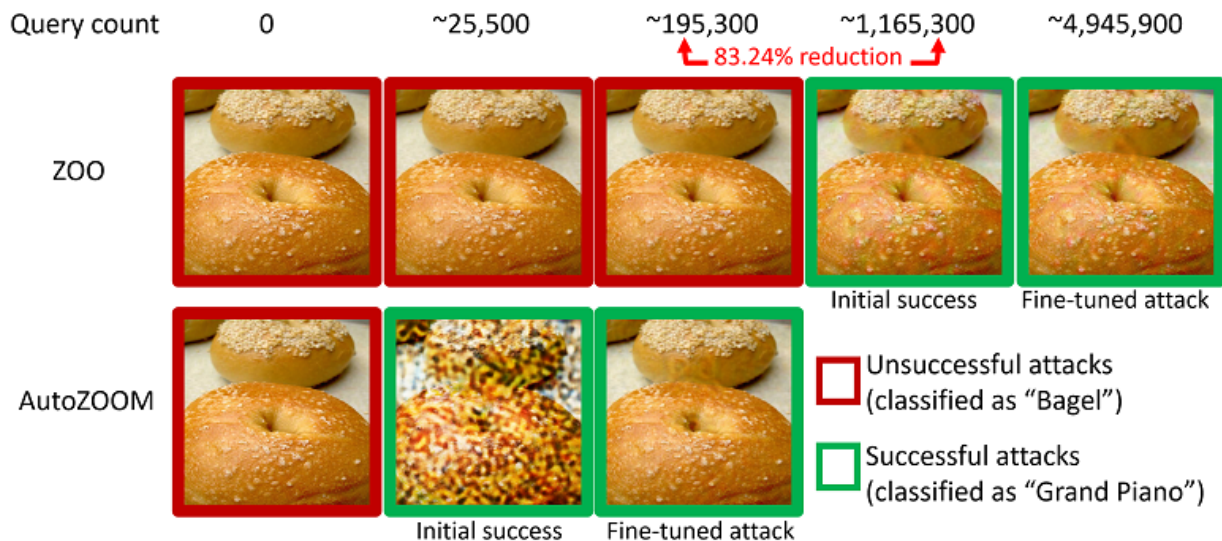 Query count 0 ~25,500 ~195,300 ~1,165,300 ~4,945,900
83.24% reduction
ZOO
Initial success Fine-tuned attack
AutoZOOM
Unsuccessful attacks
(classified as “Bagel”)
Successful attacks
(classified as “Grand Piano”)
Initial success Fine-tuned attack